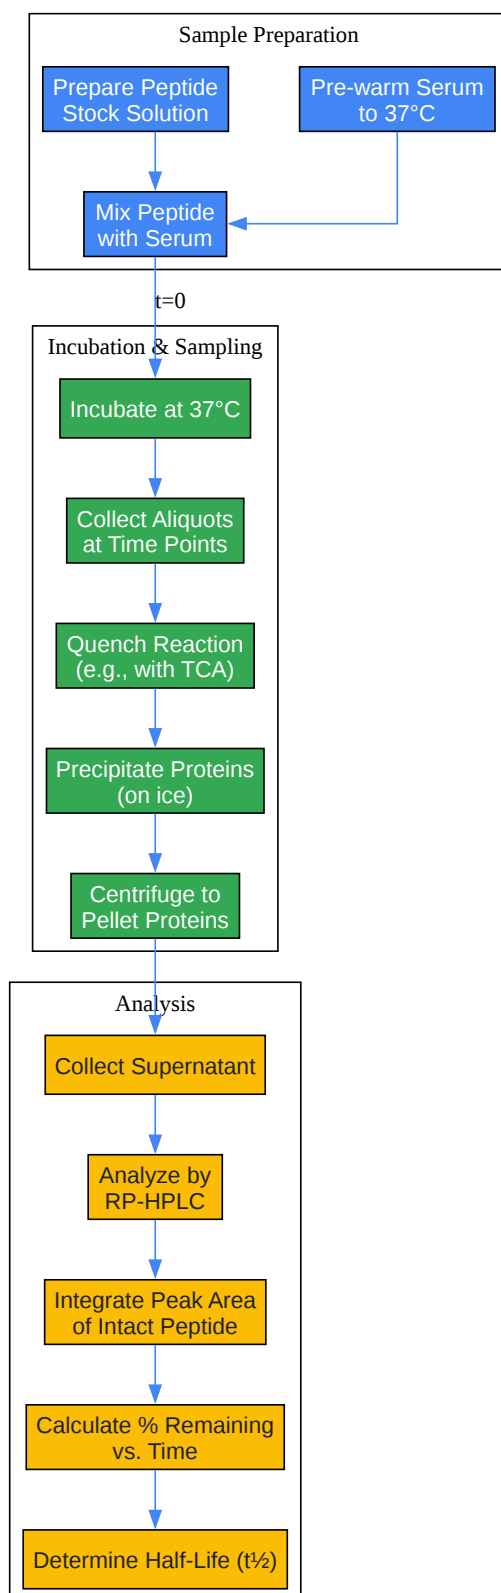 Sample Preparation
Prepare Peptide
Stock Solution
Pre-warm Serum
to 37°C
Mix Peptide
with Serum
t=0
Incubation & Sampling
Incubate at 37°C
Collect Aliquots
at Time Points
Quench Reaction
(e.g., with TCA)
Precipitate Proteins
(on ice)
Centrifuge to
Pellet Proteins
Analysis
Collect Supernatant
Analyze by
RP-HPLC
Integrate Peak Area
of Intact Peptide
Calculate % Remaining
vs. Time
Determine Half-Life (t½)